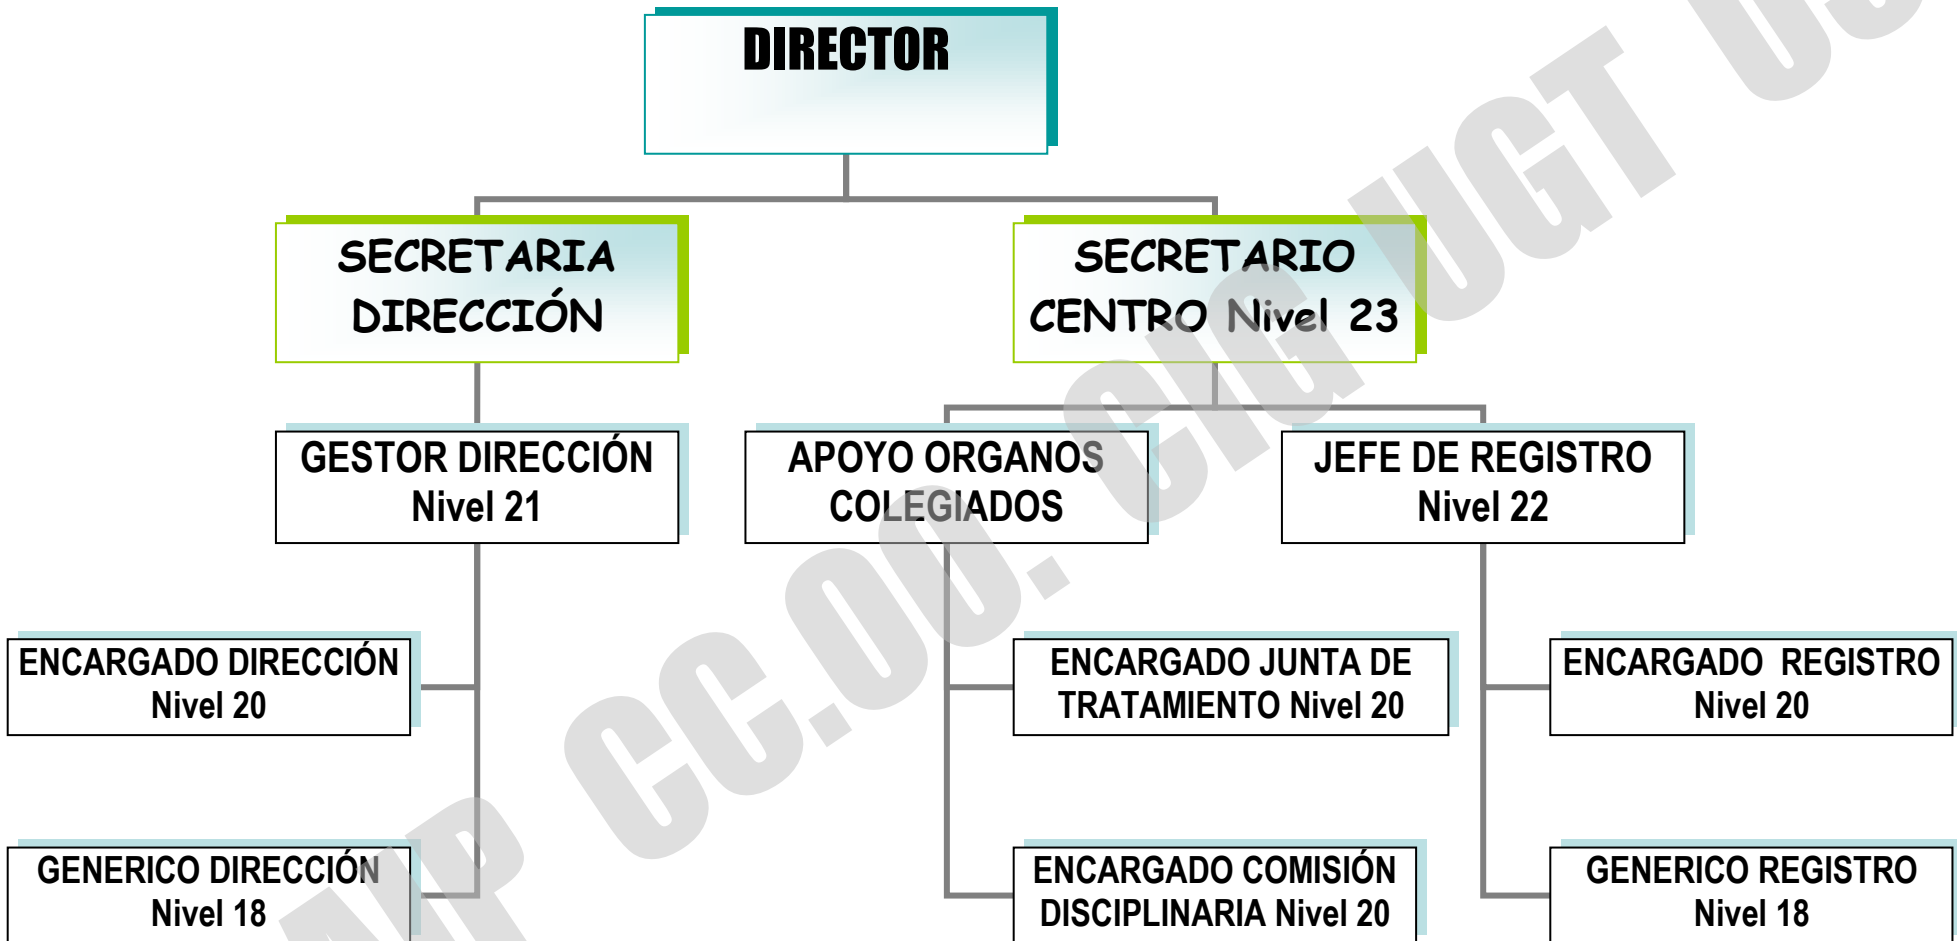 DIRECTOR
SECRETARIA
DIRECCIÓN
SECRETARIO
CENTRO Nivel 23
GESTOR DIRECCIÓN
Nivel 21
APOYO ORGANOS
COLEGIADOS
JEFE DE REGISTRO
Nivel 22
ENCARGADO DIRECCIÓN
Nivel 20
ENCARGADO JUNTA DE
TRATAMIENTO Nivel 20
ENCARGADO REGISTRO
Nivel 20
GENERICO DIRECCIÓN
Nivel 18
ENCARGADO COMISIÓN
DISCIPLINARIA Nivel 20
GENERICO REGISTRO
Nivel 18
CC.OO. CIG UGT